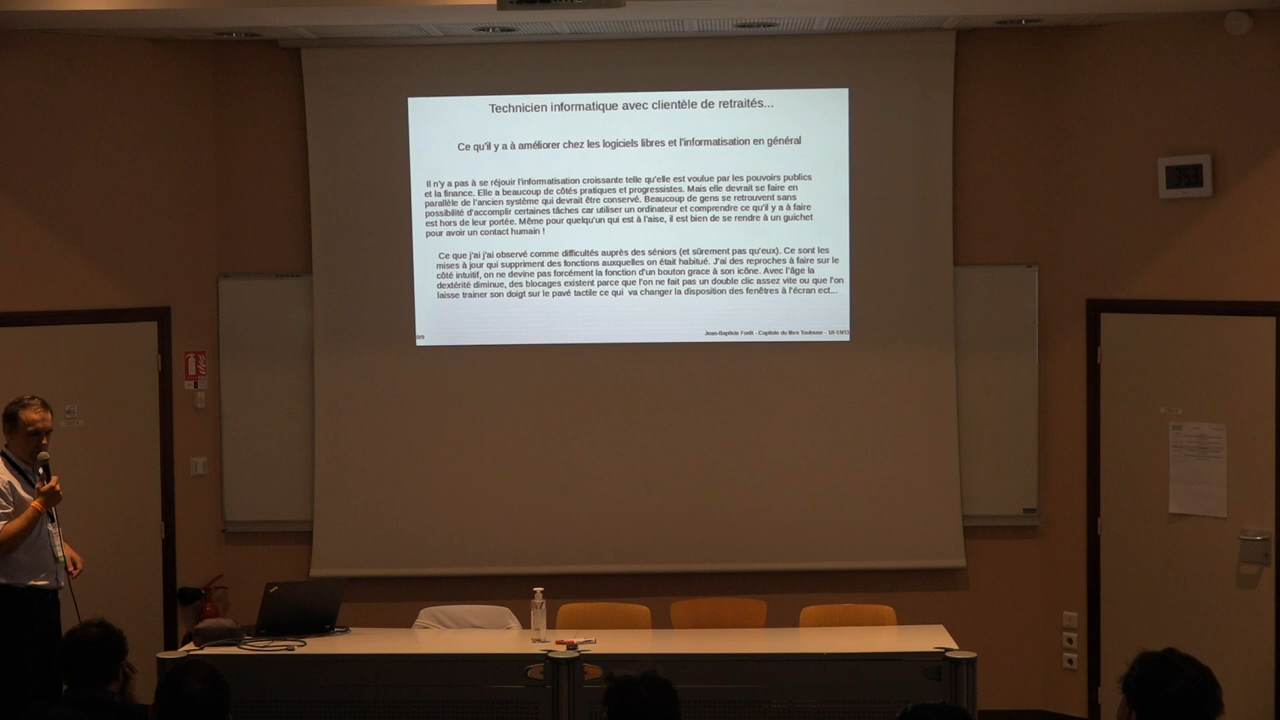 Technicien informatique avec clientèle de retraités...
Ce qu'il y a à améliorer chez les logiciels libres et l'informatisation en général
Il n'y a pas à se réjouir l'informatisation croissante telle qu'elle est voulue par les pouvoirs publics
et la finance. Elle a beaucoup de côtés pratiques et progressistes. Mais elle devrait se faire en
parallèle de l'ancien système qui devrait être conservé. Beaucoup de gens se retrouvent sans
possibilité d'accomplir certaines tâches car utiliser un ordinateur et comprendre ce qu'il y a à faire
est hors de leur portée. Même pour quelqu'un qui est à l'aise, il est bien de se rendre à un guichet
pour avoir un contact humain !
Ce que j'ai j'ai observé comme difficultés auprès des séniors (et sûrement pas qu'eux). Ce sont les
mises à jour qui suppriment des fonctions auxquelles on était habitué. J'ai des reproches à faire sur le
côté intuitif, on ne devine pas forcément la fonction d'un bouton grace à son icône. Avec l'âge la
dextérité diminue, des blocages existent parce que l'on ne fait pas un double clic assez vite ou que l'on
laisse trainer son doigt sur le pavé tactile ce qui va changer la disposition des fenêtres à l'écran ect...
Jean-Baptiste Forêt - Capitole du libre Toulouse -